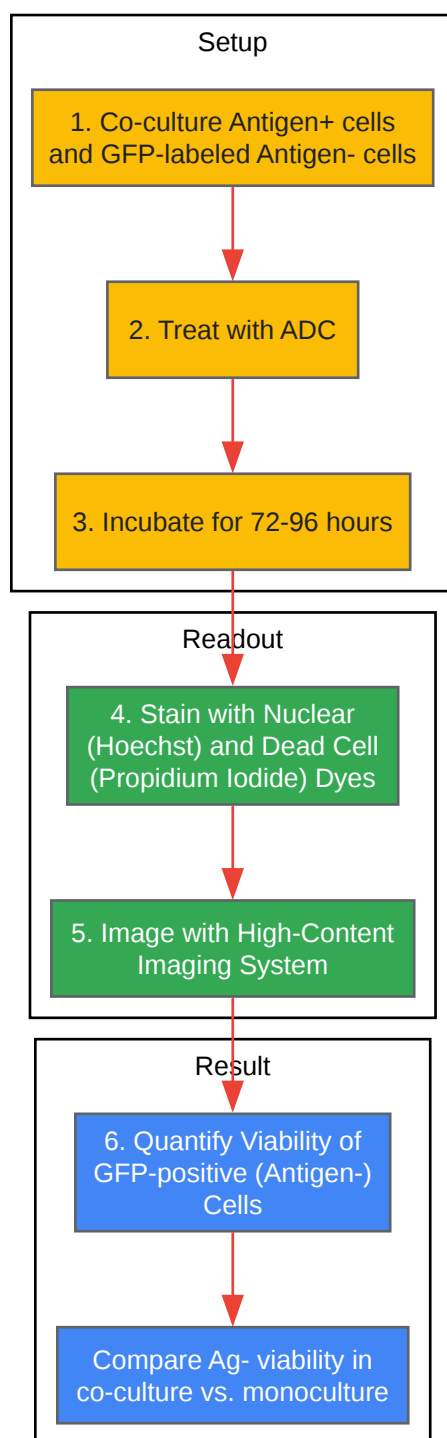 Setup
1. Co-culture Antigen+ cells
and GFP-labeled Antigen- cells
2. Treat with ADC
3. Incubate for 72-96 hours
Readout
4. Stain with Nuclear
(Hoechst) and Dead Cell
(Propidium Iodide) Dyes
5. Image with High-Content
Imaging System
Result
6. Quantify Viability of
GFP-positive (Antigen-)
Cells
Compare Ag- viability in
co-culture vs. monoculture